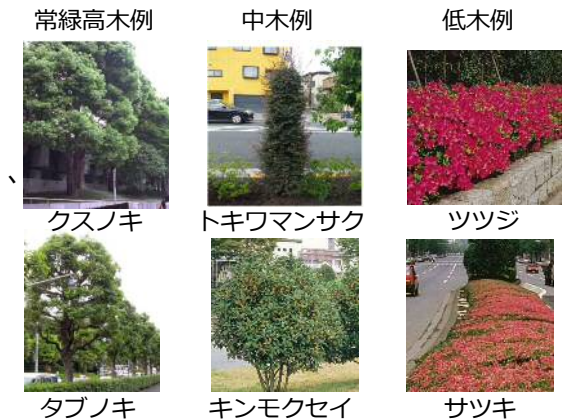 常緑高木例 中木例 低木例
、
クスノキ トキワマンサク ツツジ
タブノキ キンモクセイ サツキ